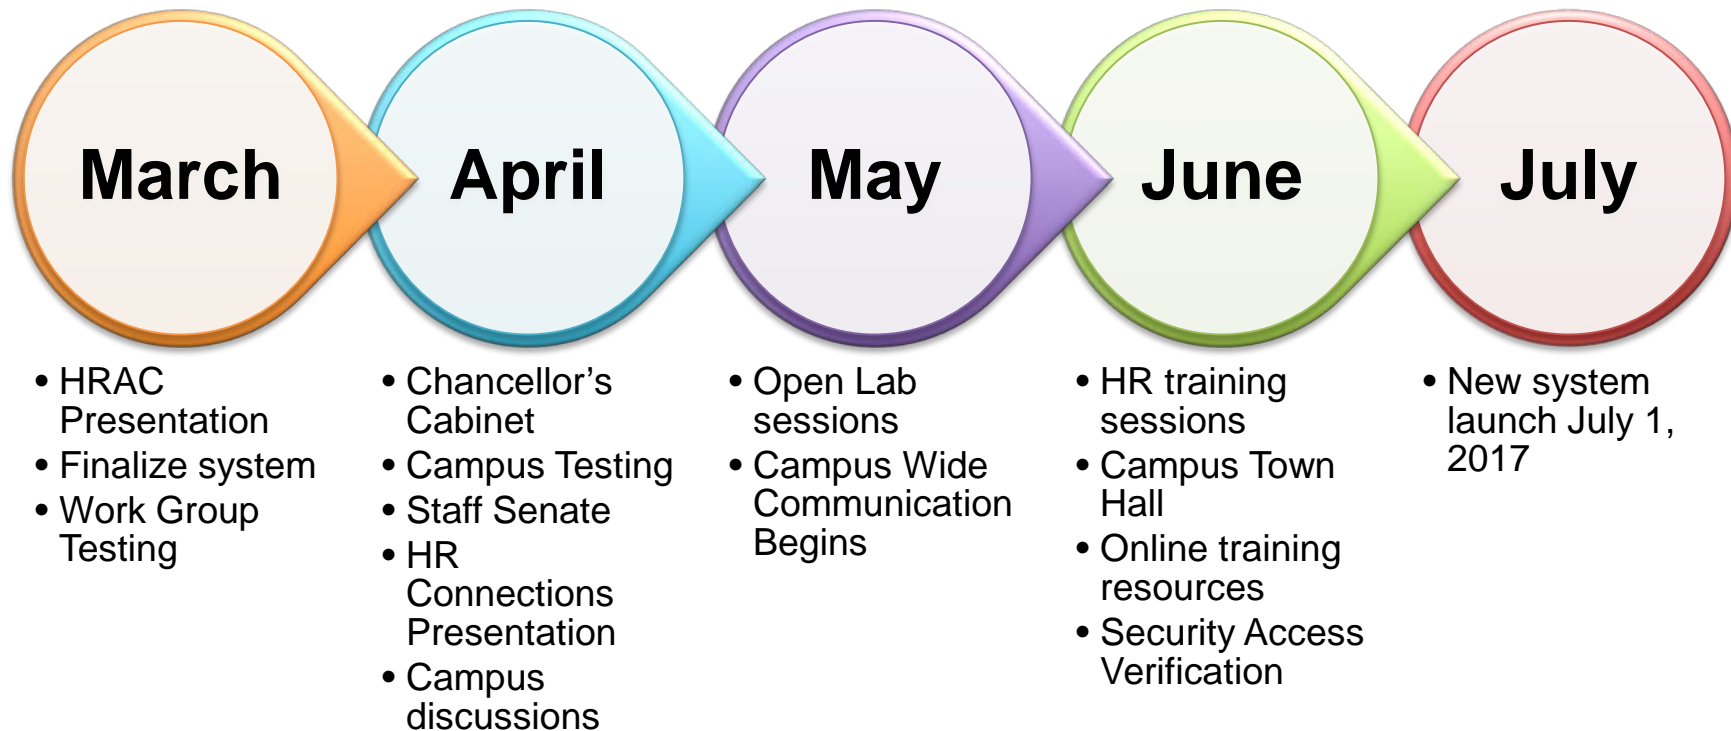 March
April
May
June
July
• HRAC
Presentation
• Finalize system
• Work Group
Testing
• Chancellor’s
Cabinet
• Campus Testing
• Staff Senate
• HR
Connections
Presentation
• Campus
discussions
• Open Lab
sessions
• Campus Wide
Communication
Begins
• HR training
sessions
• Campus Town
Hall
• Online training
resources
• Security Access
Verification
• New system
launch July 1,
2017